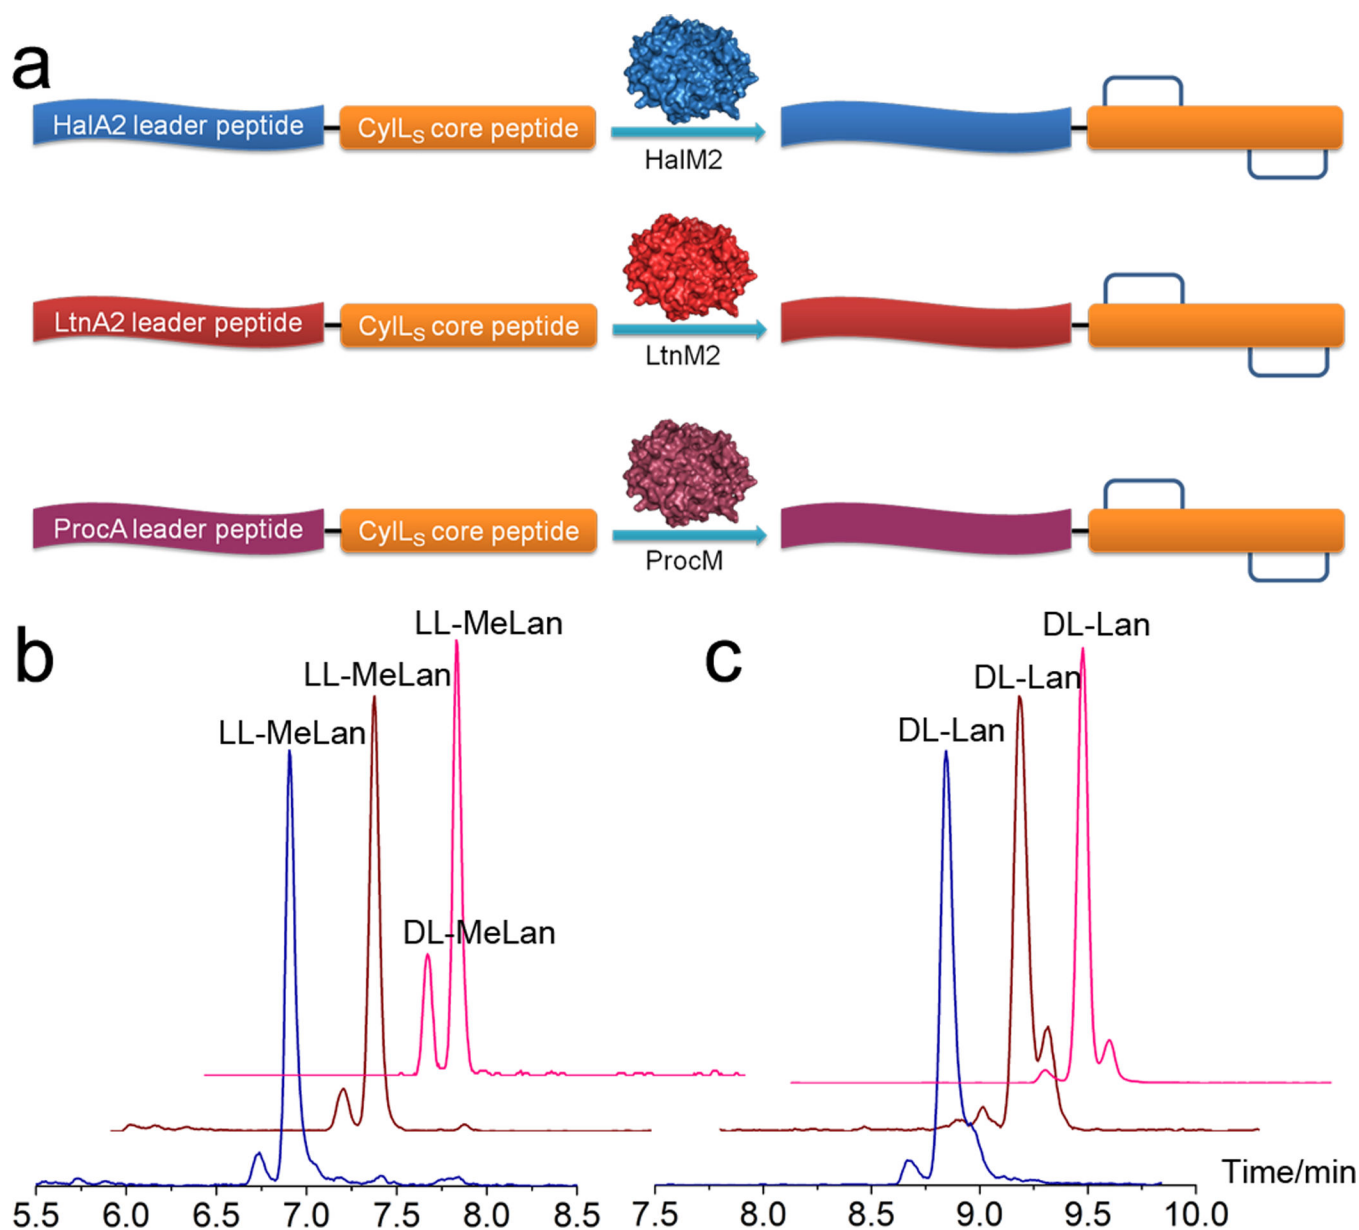 a
HalA2 leader peptide
CylLS core peptide
HalM2
LtnA2 leader peptide
CylLS core peptide
LtnM2
ProcA leader peptide
CylLS core peptide
ProcM
b
LL-MeLan
LL-MeLan
LL-MeLan
DL-MeLan
5.5 6.0 6.5 7.0 7.5 8.0 8.5
c
DL-Lan
DL-Lan
DL-Lan
Time/min
7.5 8.0 8.5 9.0 9.5 10.0